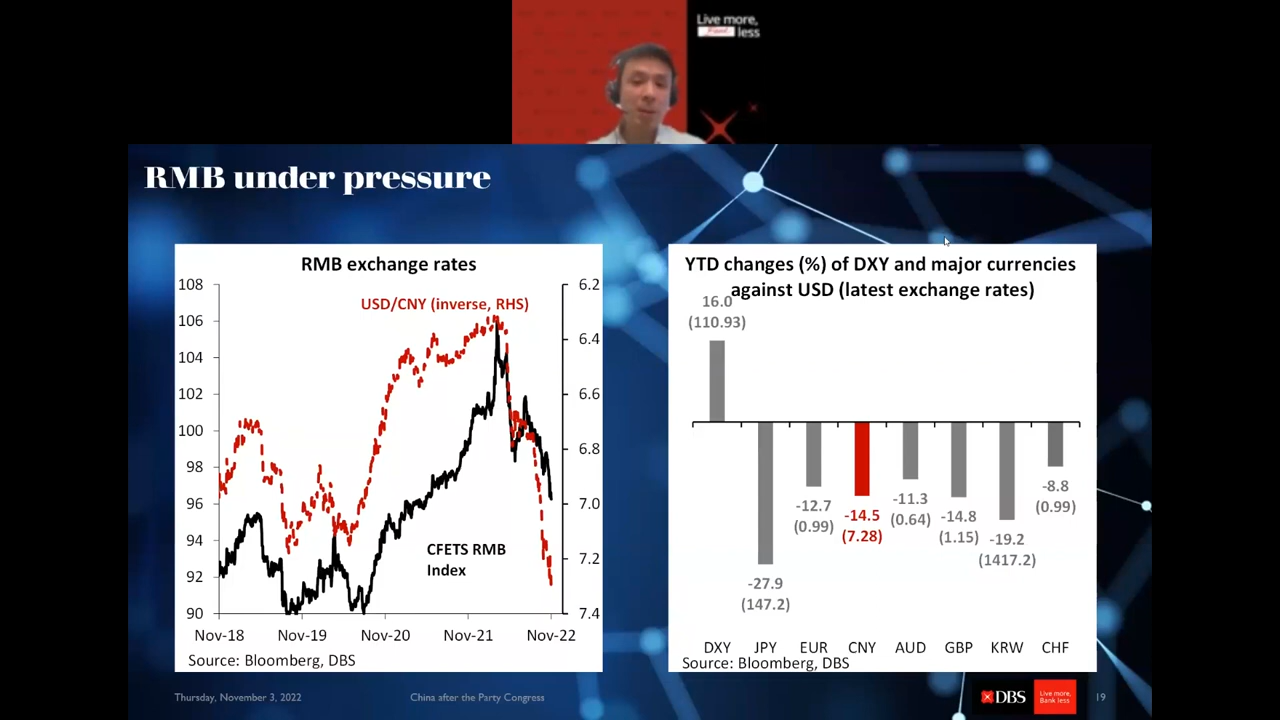 Live more,
less
RMB under pressure
RMB exchange rates
108
106
104
102
100
98
96
94
92
90
6.2
6.4
6.6
6.8
7.0
7.2
7.4
USD/CNY (inverse, RHS)
CFETS RMB
Index
Nov-18 Nov-19 Nov-20 Nov-21 Nov-22
Source: Bloomberg, DBS
YTD changes (%) of DXY and major currencies
against USD (latest exchange rates)
16.0
(110.93)
-27.9
(147.2)
-12.7
(0.99)
-14.5
(7.28)
-11.3
(0.64)
-14.8
(1.15)
-19.2
(1417.2)
-8.8
(0.99)
DXY JPY EUR CNY AUD GBP KRW CHF
Source: Bloomberg, DBS
Thursday, November 3, 2022
China after the Party Congress
DBS
Live more,
Bank less
19